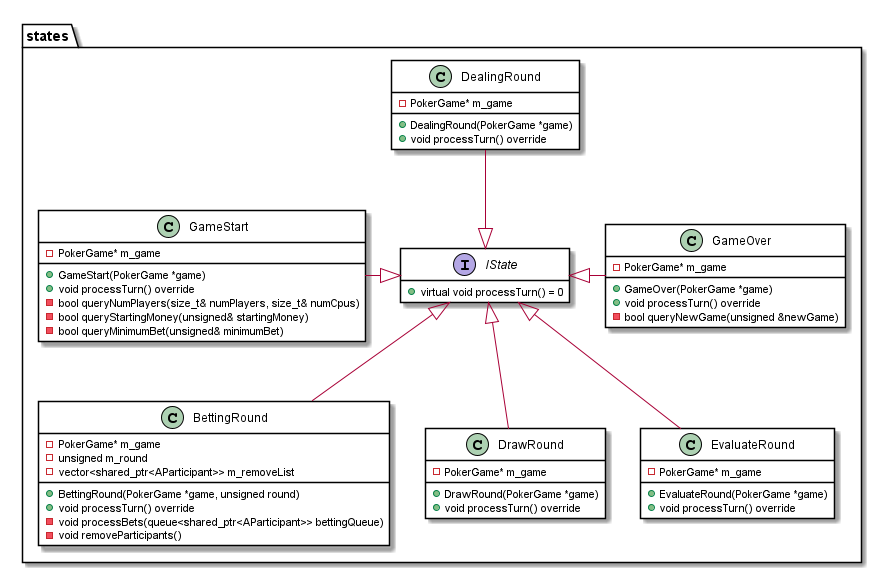 states
C DealingRound
PokerGame* m_game
DealingRound(PokerGame *game)
void processTurn() override
C GameStart
PokerGame* m_game
GameStart(PokerGame *game)
void processTurn() override
bool queryNumPlayers(size_t& numPlayers, size_t& numCpus)
bool queryStartingMoney(unsigned& startingMoney)
bool queryMinimumBet(unsigned& minimumBet)
I IState
virtual void processTurn() = 0
C GameOver
PokerGame* m_game
GameOver(PokerGame *game)
void processTurn() override
bool queryNewGame(unsigned &newGame)
C BettingRound
PokerGame* m_game
unsigned m_round
vector<shared_ptr<AParticipant>> m_removeList
BettingRound(PokerGame *game, unsigned round)
void processTurn() override
void processBets(queue<shared_ptr<AParticipant>> bettingQueue)
void removeParticipants()
C DrawRound
PokerGame* m_game
DrawRound(PokerGame *game)
void processTurn() override
C EvaluateRound
PokerGame* m_game
EvaluateRound(PokerGame *game)
void processTurn() override